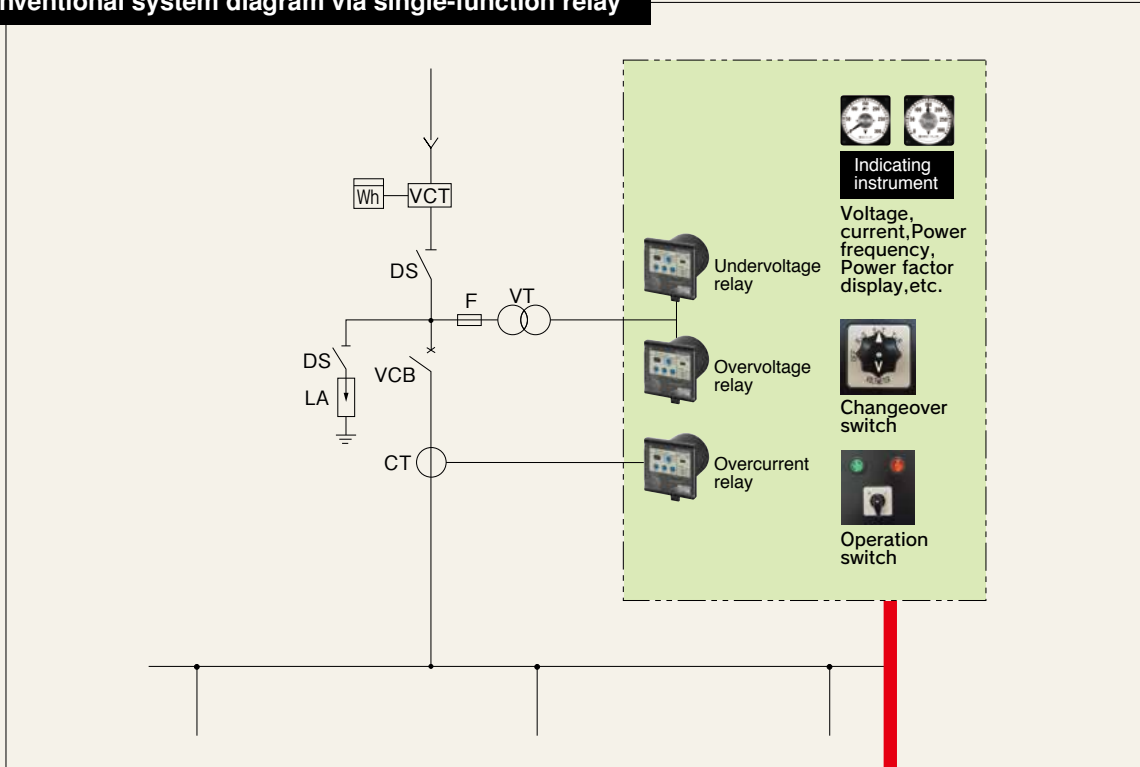 nventional system diagram via single-function relay
Indicating
instrument
Voltage,
current,Power
frequency,
Power factor
display,etc.
Wh
VCT
DS
F
VT
Undervoltage
relay
DS
VCB
LA
Overvoltage
relay
Changeover
switch
CT
Overcurrent
relay
Operation
switch